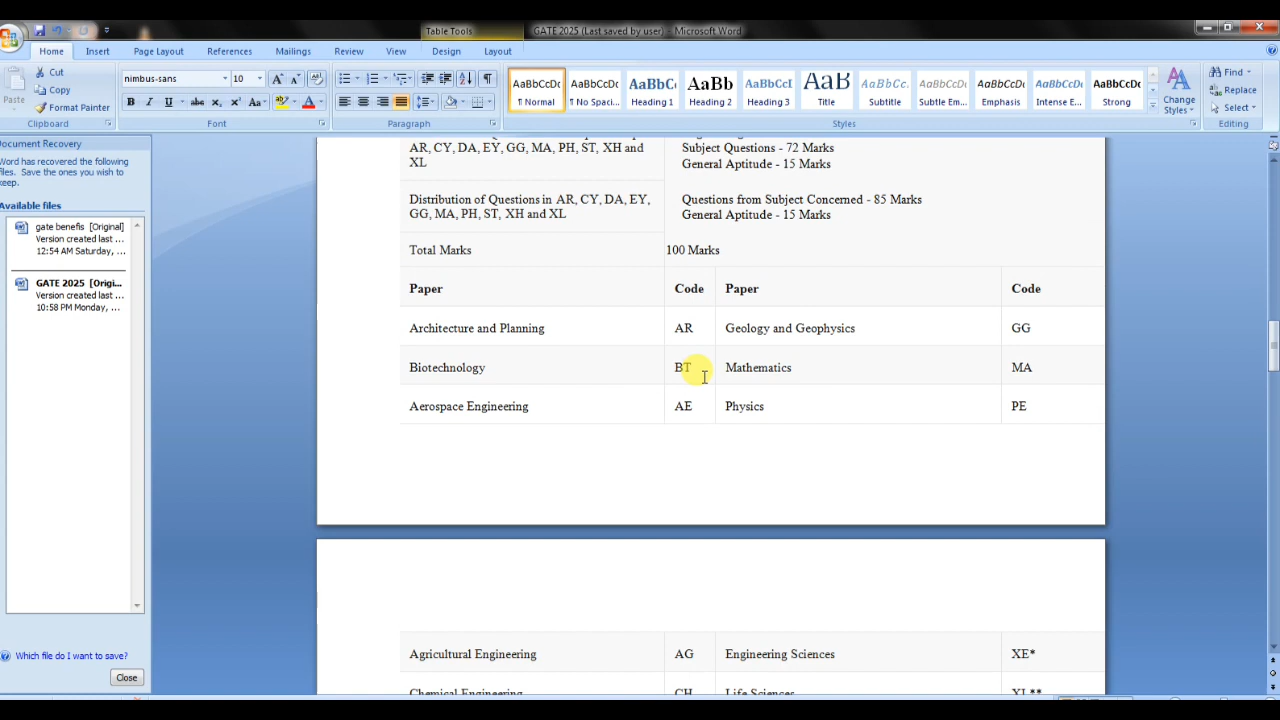 Table Tools
GATE 2025 (Last saved by user) - Microsoft Word
Home Insert Page Layout References Mailings Review View Design Layout
Paste
Cut
Copy
Format Painter
Clipboard
nimbus-sans 10
Font
Paragraph
AaBbCcDc AaBbCcDc AaBbC AaBb AaBbCcI AaB AaBbCc. AaBbCcDc AaBbCcDc AaBbCcDc AaBbCcDc
¶ Normal ¶ No Spaci... Heading 1 Heading 2 Heading 3 Title Subtitle Subtle Em... Emphasis Intense E... Strong
Change
Styles
Styles
Find
Replace
Select
Editing
Document Recovery
Word has recovered the following
files. Save the ones you wish to
keep.
Available files
gate benefis [Original]
Version created last ...
12:54 AM Saturday, ...
GATE 2025 [Origi...
Version created last ...
10:58 PM Monday, ...
Which file do I want to save?
Close
AR, CY, DA, EY, GG, MA, PH, ST, XH and
XL
Subject Questions - 72 Marks
General Aptitude - 15 Marks
Distribution of Questions in AR, CY, DA, EY,
GG, MA, PH, ST, XH and XL
Questions from Subject Concerned - 85 Marks
General Aptitude - 15 Marks
Total Marks 100 Marks
Paper Code Paper Code
Architecture and Planning AR Geology and Geophysics GG
Biotechnology BT Mathematics MA
Aerospace Engineering AE Physics PE
Agricultural Engineering AG Engineering Sciences XE*
Chemical Engineering CH Life Sciences XL**